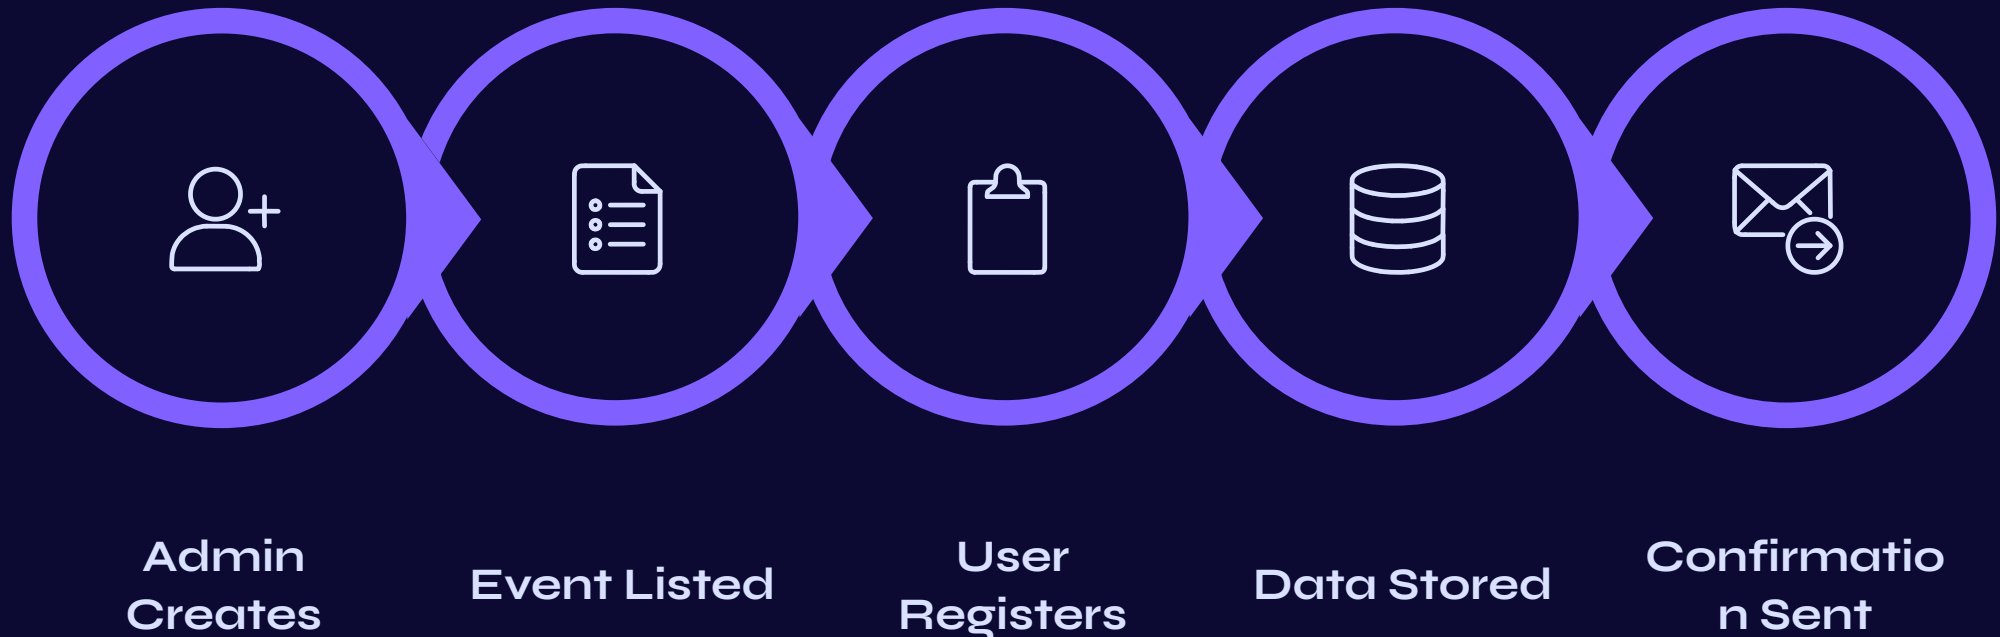 Admin
Creates
Event Listed
User
Registers
Data Stored
Confirmatio
n Sent